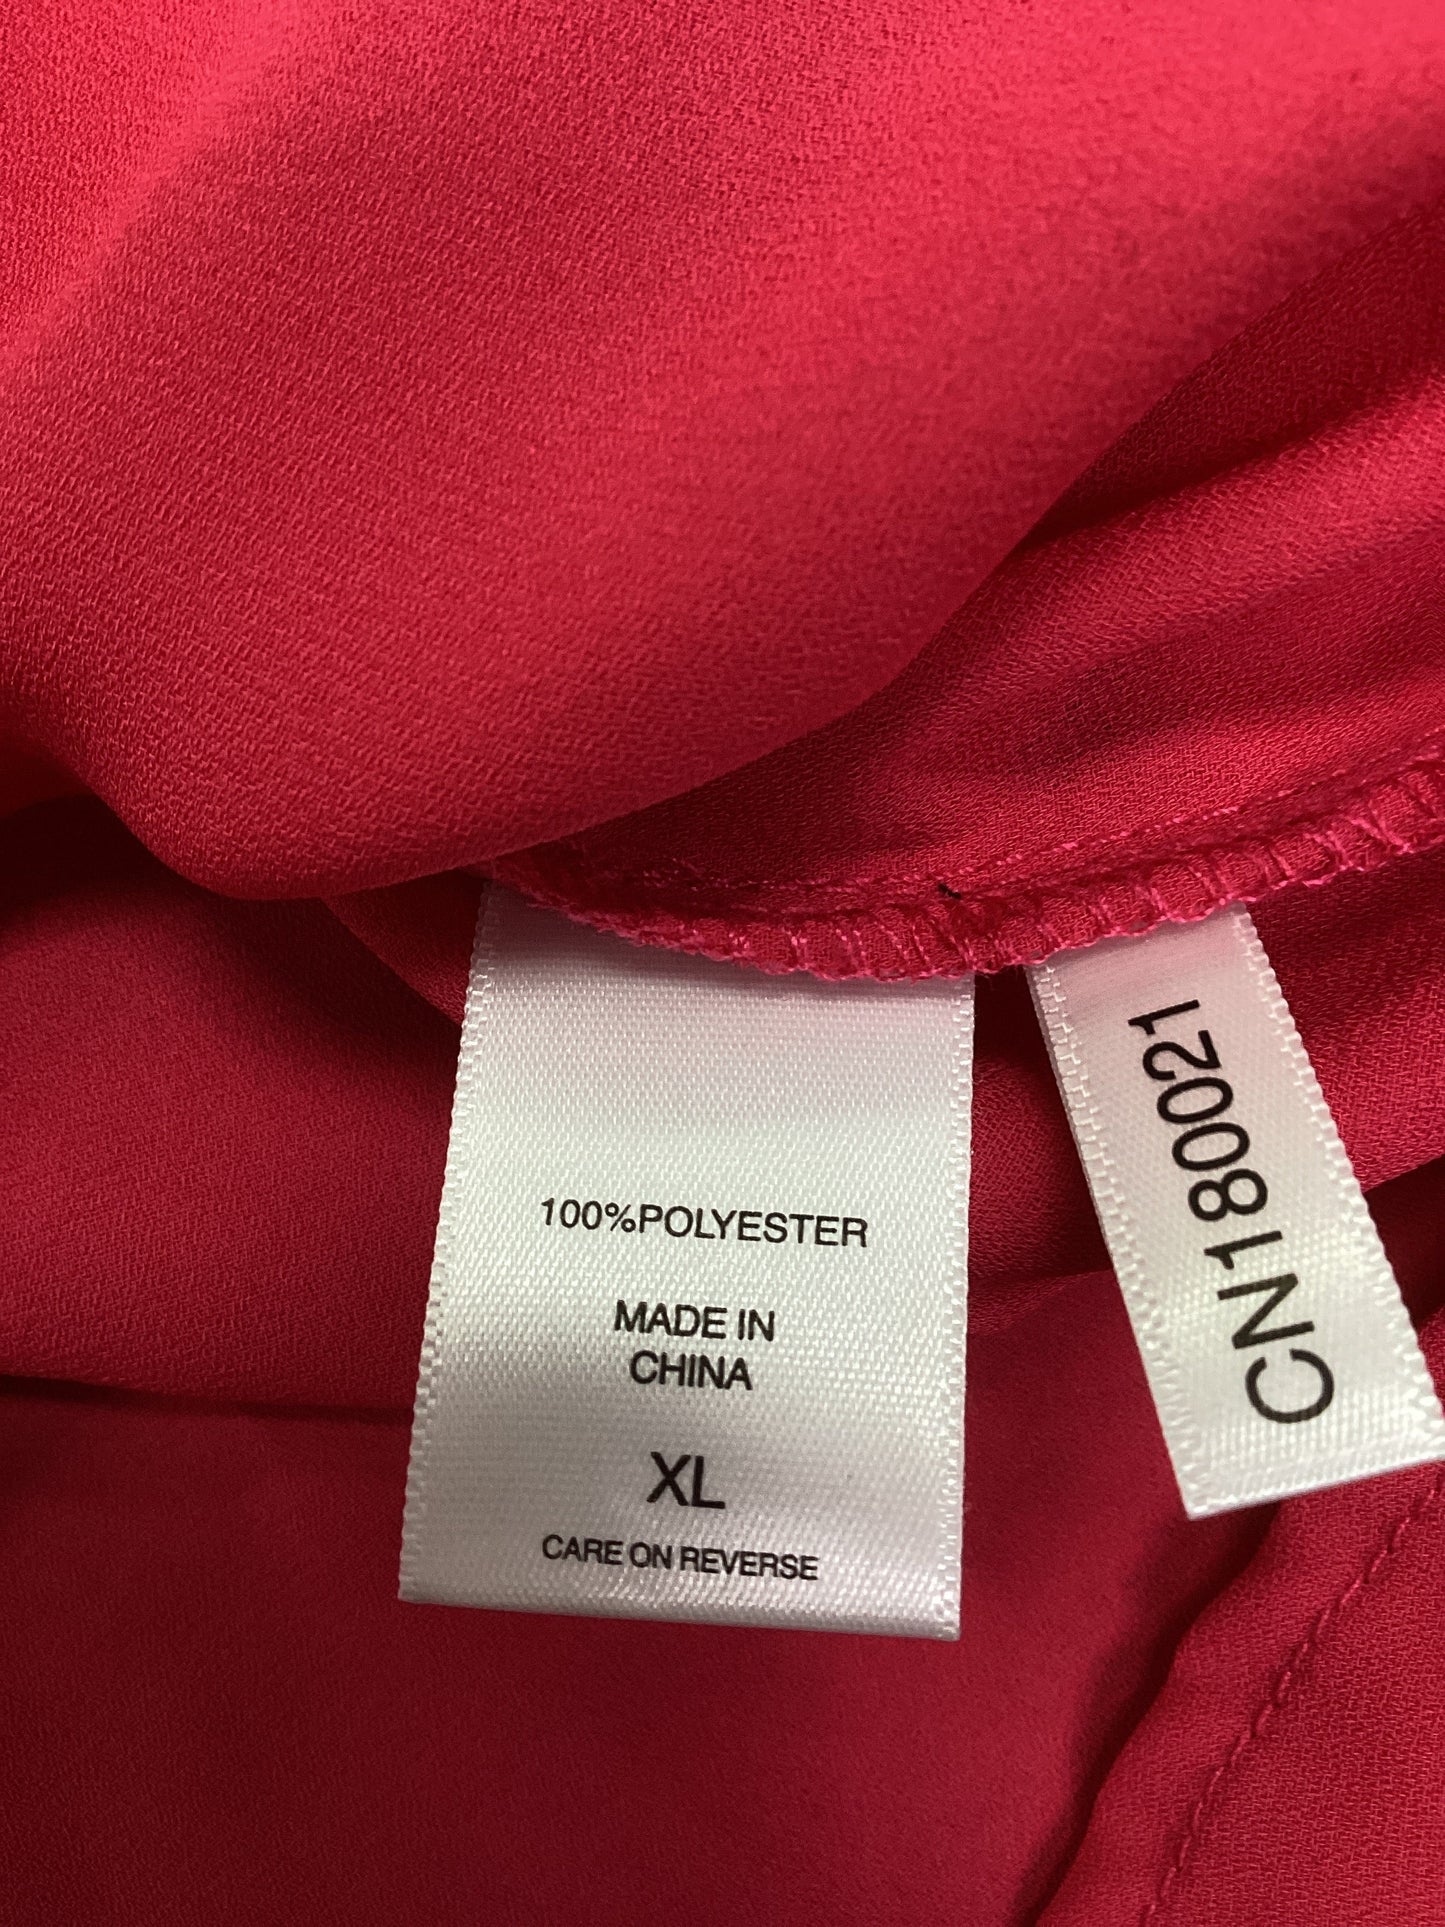 100%POLYESTER
MADE IN
CHINA
XL
CARE ON REVERSE
CN180021